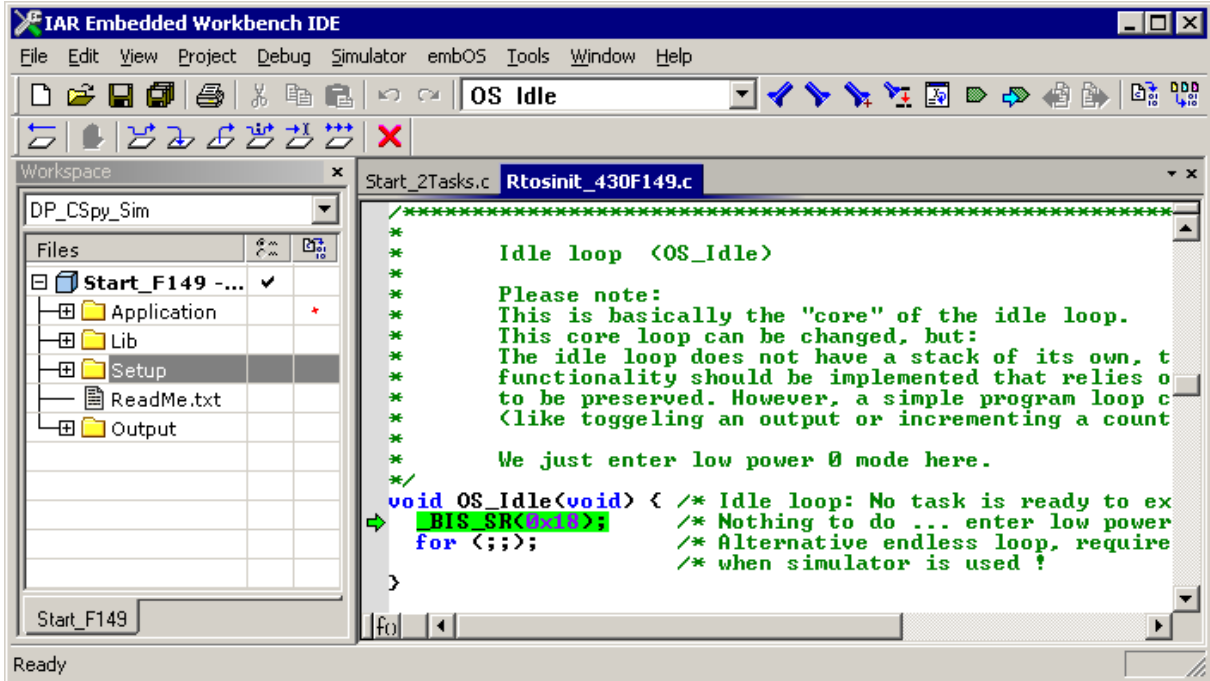 IAR Embedded Workbench IDE
File Edit View Project Debug Simulator embOS Tools Window Help
OS Idle
Workspace
Start_2Tasks.c Rtosinit_430F149.c
DP_CSpy_Sim
Files
Start_F149 -...
Application
Lib
Setup
ReadMe.txt
Output
Start_F149
/*********************************************************************
*
*        Idle loop  (OS_Idle)
*
*        Please note:
*        This is basically the "core" of the idle loop.
*        This core loop can be changed, but:
*        The idle loop does not have a stack of its own, t
*        functionality should be implemented that relies o
*        to be preserved. However, a simple program loop c
*        (like toggeling an output or incrementing a count
*
*        We just enter low power 0 mode here.
*/
void OS_Idle(void) { /* Idle loop: No task is ready to ex
_BIS_SR(0x18);       /* Nothing to do ... enter low power
for (;;);            /* Alternative endless loop, require
/* when simulator is used !
}
f()
Ready